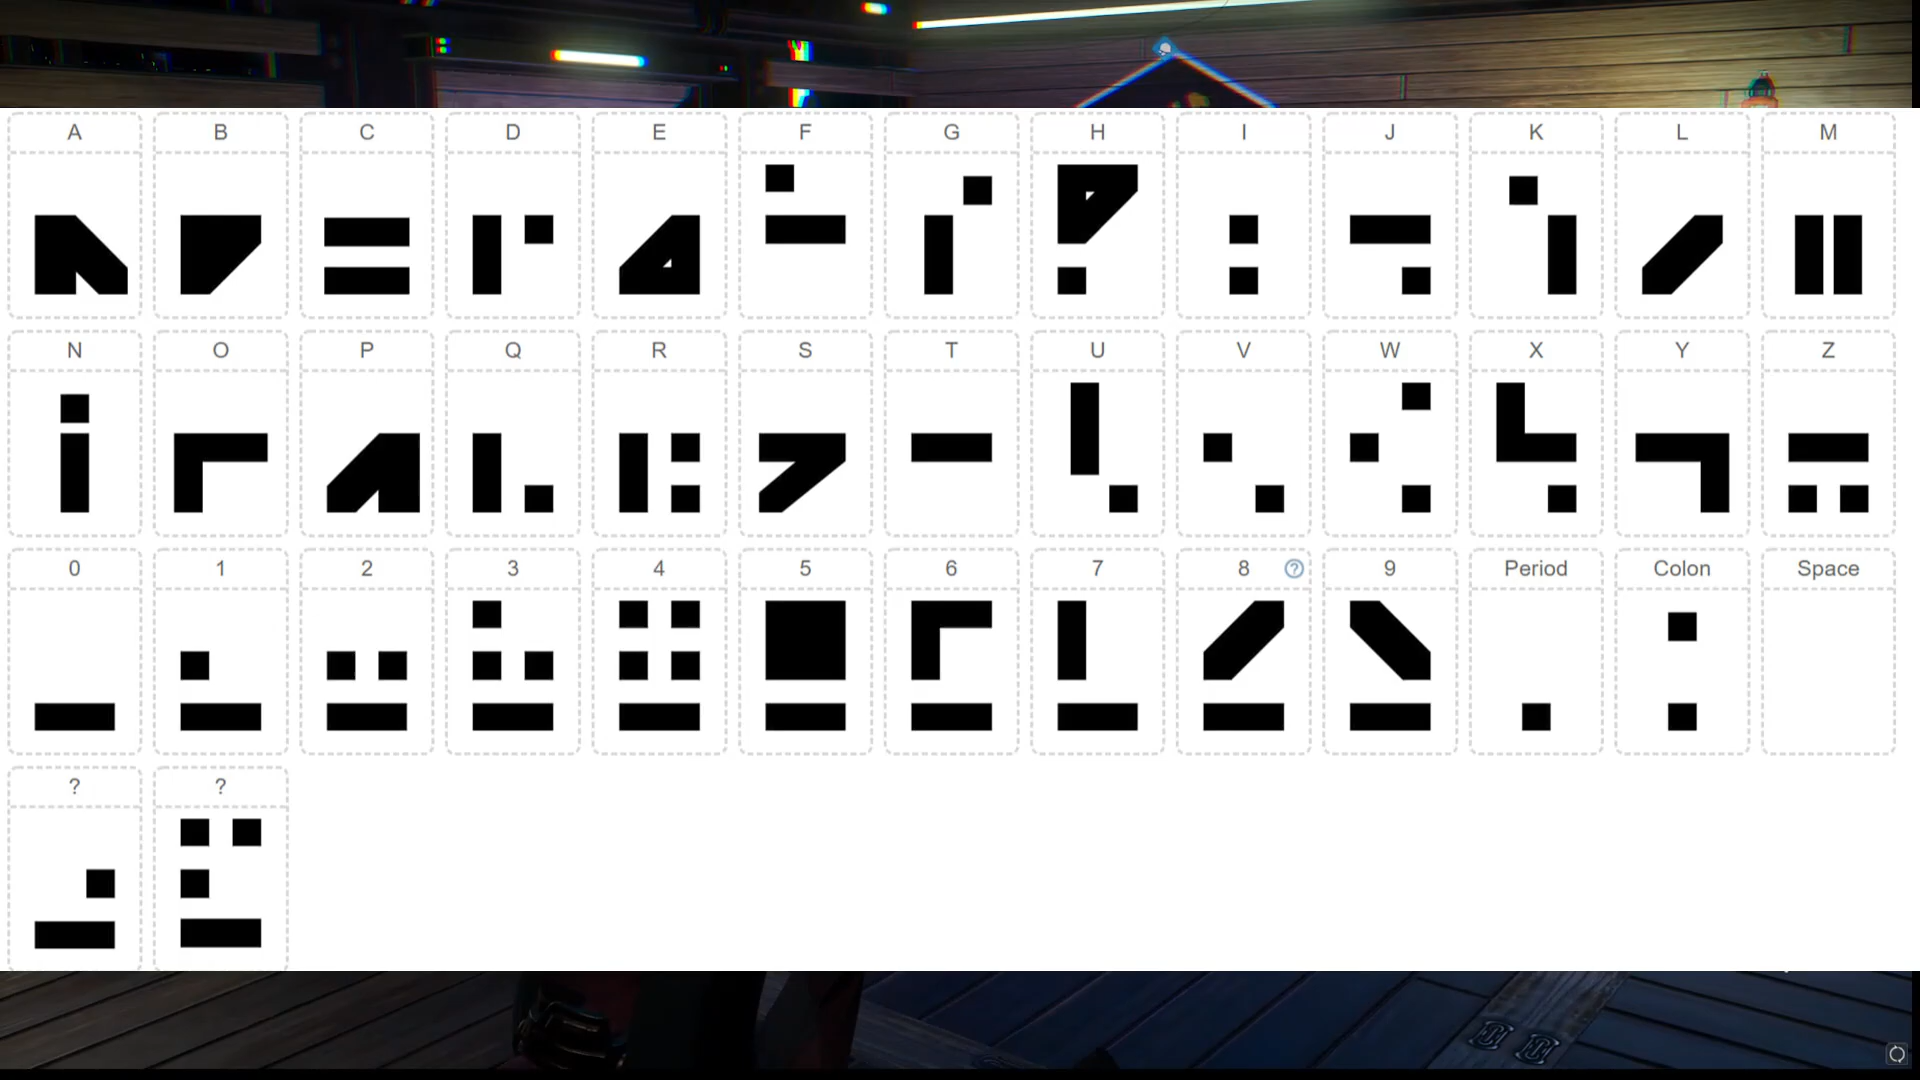 A B C D E F G H I J K L M
N O P Q R S T U V W X Y Z
0 1 2 3 4 5 6 7 8 ? 9 Period Colon Space
? ?